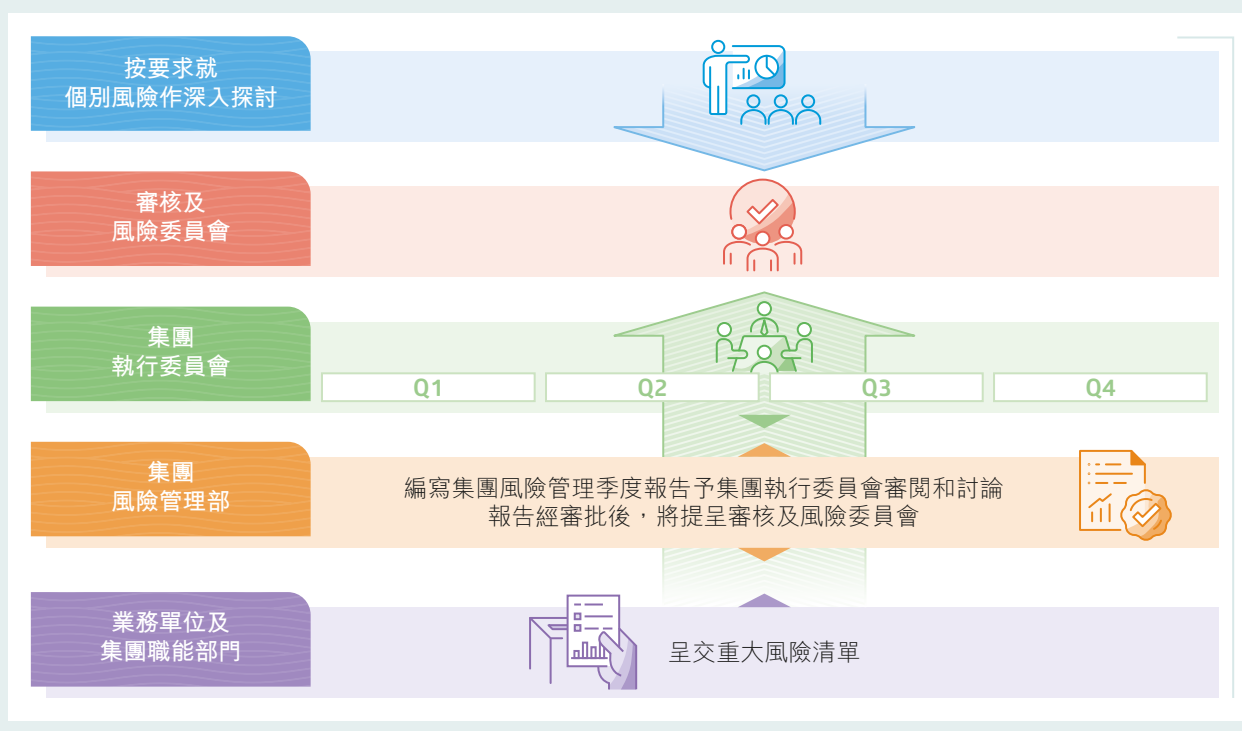 按要求就
個別風險作深入探討
審核及
風險委員會
集團
執行委員會
Q1
Q2
Q3
Q4
集團
風險管理部
編寫集團風險管理季度報告予集團執行委員會審閱和討論
報告經審批後，將提呈審核及風險委員會
業務單位及
集團職能部門
呈交重大風險清單